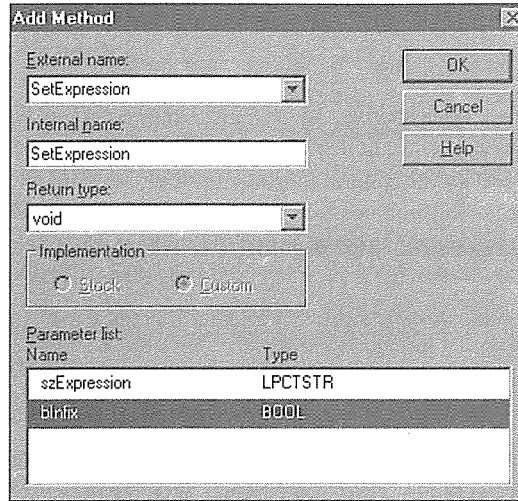 Add Method
External name:
SetExpression
OK
Cancel
Internal name:
SetExpression
Help
Return type:
void
Implementation
Stock
Custom
Parameter list:
Name Type
szExpression LPCTSTR
bInfix BOOL